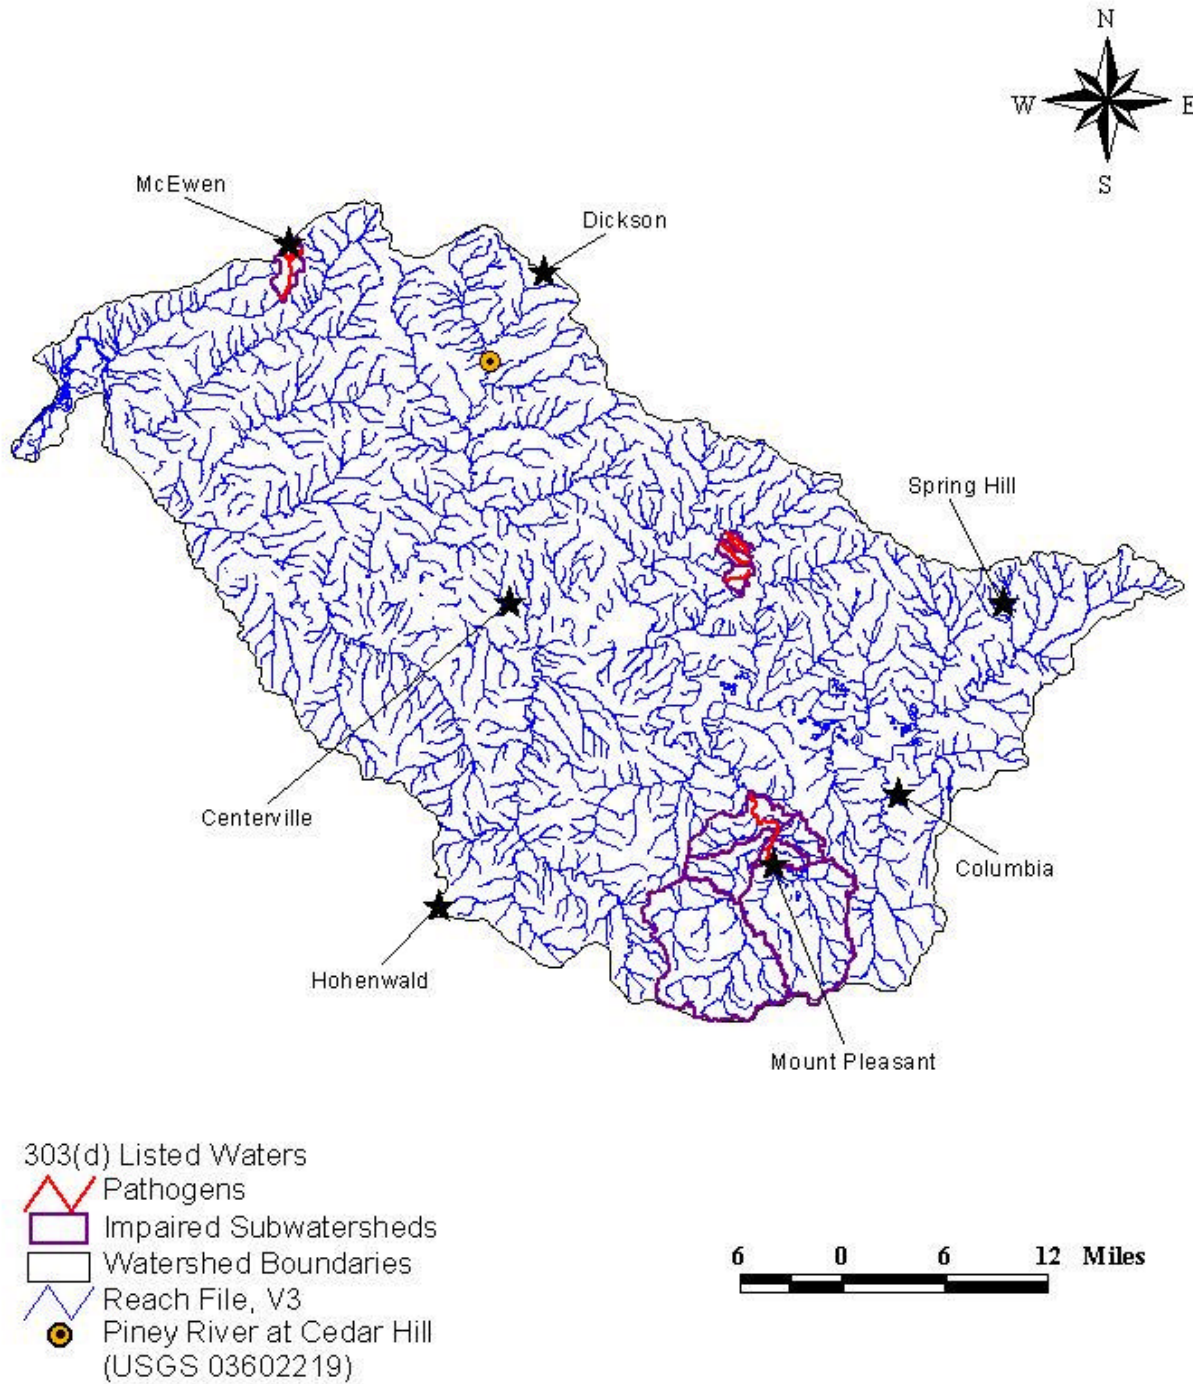 N
W E
S
McEwen
Dickson
Spring Hill
Centerville
Columbia
Hohenwald
Mount Pleasant
303(d) Listed Waters
Pathogens
Impaired Subwatersheds
Watershed Boundaries
Reach File, V3
Piney River at Cedar Hill
(USGS 03602219)
6 0 6 12 Miles